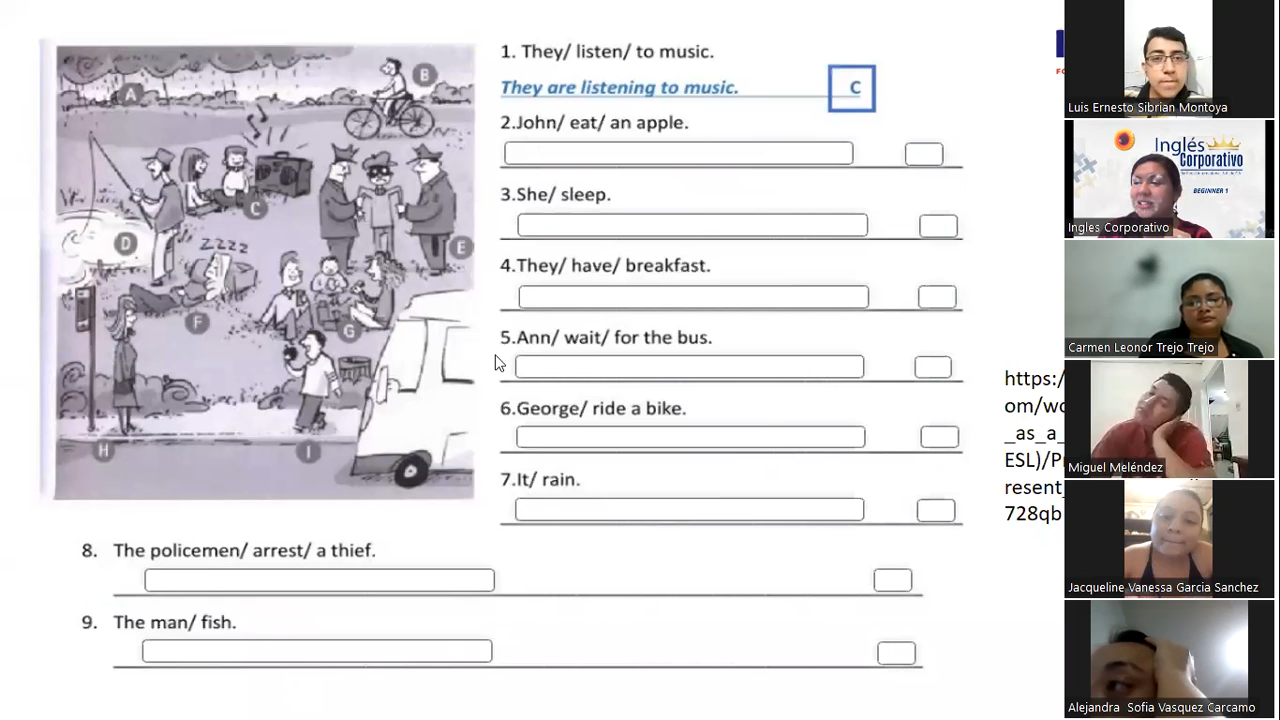 1. They/ listen/ to music.
They are listening to music.
C
2.John/ eat/ an apple.
3.She/ sleep.
4.They/ have/ breakfast.
5.Ann/ wait/ for the bus.
6.George/ ride a bike.
7.It/ rain.
8. The policemen/ arrest/ a thief.
9. The man/ fish.
A
B
C
D
E
ZZZZ
F
G
H
I
https:/
om/wo
_as_a_
ESL)/Pr
resent_
728qb
Luis Ernesto Sibrian Montoya
Inglés
Corporativo
BEGINNER 1
Ingles Corporativo
Carmen Leonor Trejo Trejo
Miguel Meléndez
Jacqueline Vanessa Garcia Sanchez
Alejandra Sofia Vasquez Carcamo